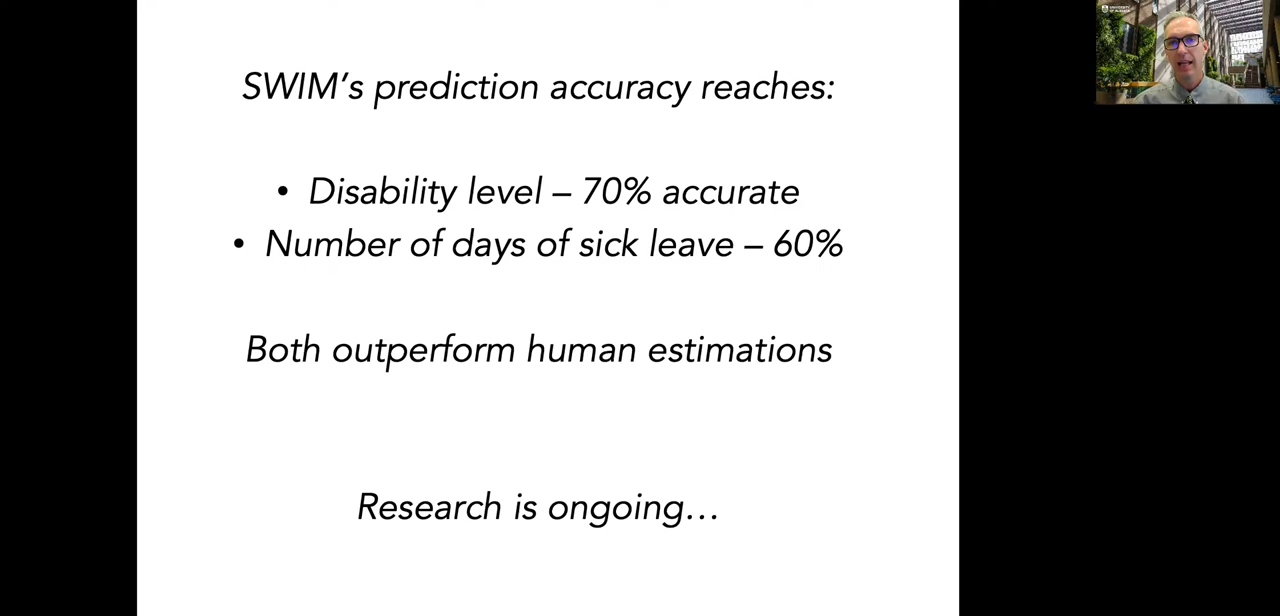 SWIM's prediction accuracy reaches:
• Disability level – 70% accurate
• Number of days of sick leave – 60%
Both outperform human estimations
Research is ongoing…